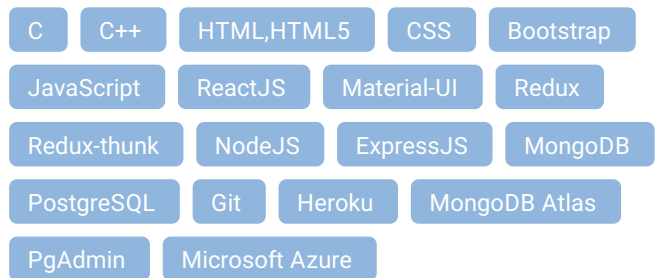 C C++ HTML,HTML5 CSS Bootstrap
JavaScript ReactJS Material-UI Redux
Redux-thunk NodeJS ExpressJS MongoDB
PostgreSQL Git Heroku MongoDB Atlas
PgAdmin Microsoft Azure